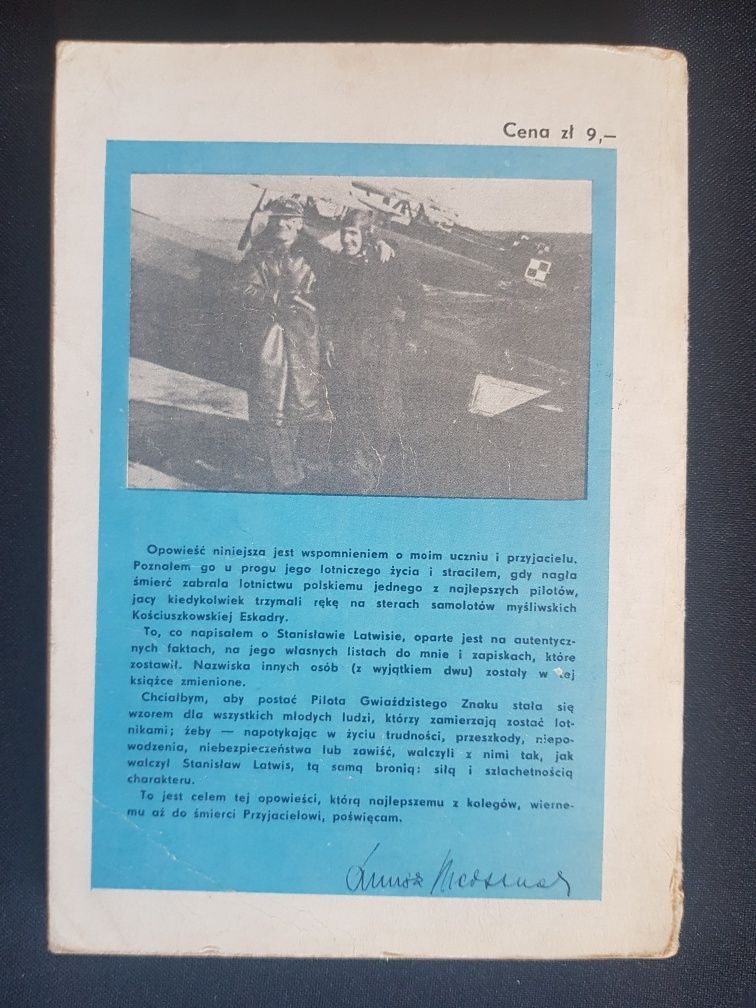 Cena zł 9,—
Opowieść niniejsza jest wspomnieniem o moim uczniu i przyjacielu.
Poznałem go u progu jego lotniczego życia i straciłem, gdy nagła
śmierć zabrała lotnictwu polskiemu jednego z najlepszych pilotów,
jacy kiedykolwiek trzymali rękę na sterach samolotów myśliwskich
Kościuszkowskiej Eskadry.
To, co napisałem o Stanisławie Latwisie, oparte jest na autentycz-
nych faktach, na jego własnych listach do mnie i zapiskach, które
zostawił. Nazwiska innych osób (z wyjątkiem dwu) zostały w tej
książce zmienione.
Chciałbym, aby postać Pilota Gwiaździstego Znaku stała się
wzorem dla wszystkich młodych ludzi, którzy zamierzają zostać lot-
nikami; żeby — napotykając w życiu trudności, przeszkody, niepo-
wodzenia, niebezpieczeństwa lub zawiść, walczyli z nimi tak, jak
walczył Stanisław Latwis, tą samą bronią: siłą i szlachetnością
charakteru.
To jest celem tej opowieści, którą najlepszemu z kolegów, wierne-
mu aż do śmierci Przyjacielowi, poświęcam.
Janusz Meissner